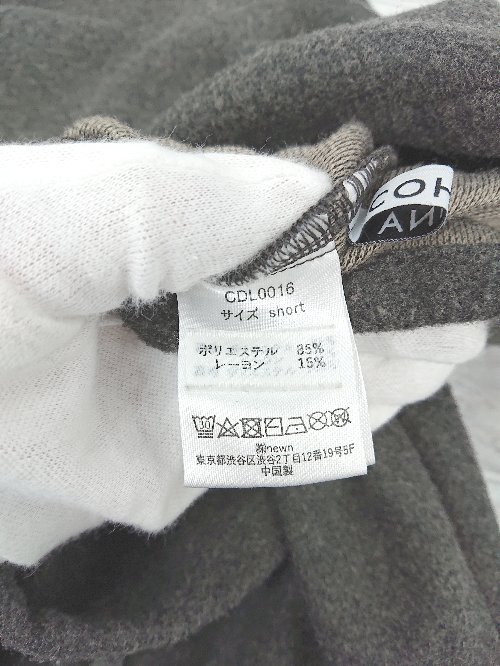 COH
AN
CDL0016
サイズ short
ポリエステル 85%
レーヨン 15%
㈱newn
東京都渋谷区渋谷2丁目12番19号5F
中国製